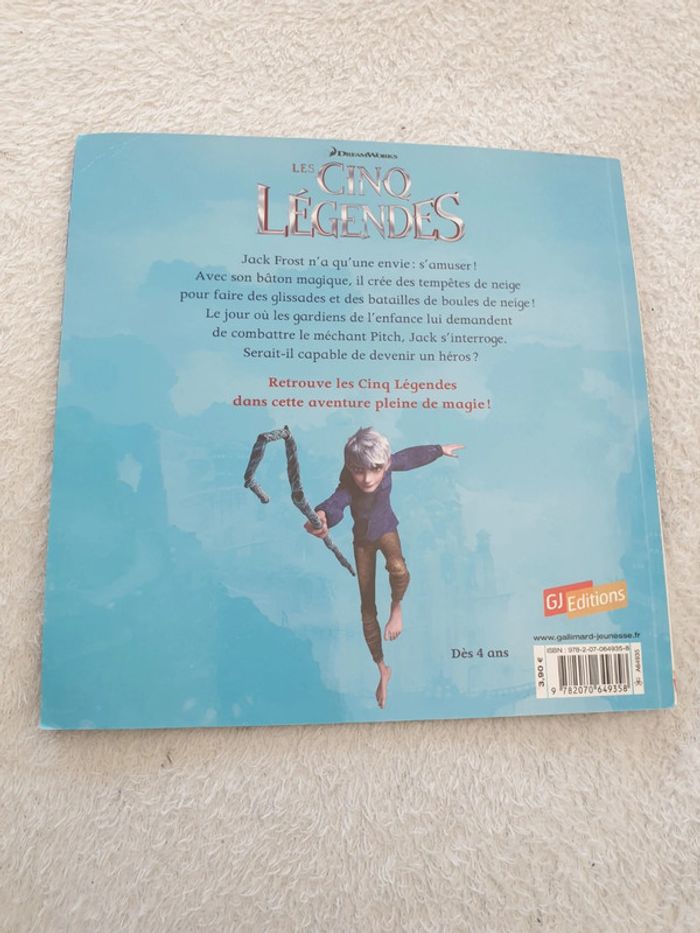 DREAMWORKS
LES CINQ
LÉGENDES
Jack Frost n'a qu'une envie : s'amuser !
Avec son bâton magique, il crée des tempêtes de neige
pour faire des glissades et des batailles de boules de neige !
Le jour où les gardiens de l'enfance lui demandent
de combattre le méchant Pitch, Jack s'interroge.
Serait-il capable de devenir un héros ?
Retrouve les Cinq Légendes
dans cette aventure pleine de magie !
GJ Editions
www.gallimard-jeunesse.fr
Dès 4 ans
ISBN : 978-2-07-064935-8
3,90 €
9 782070 649358
A64935